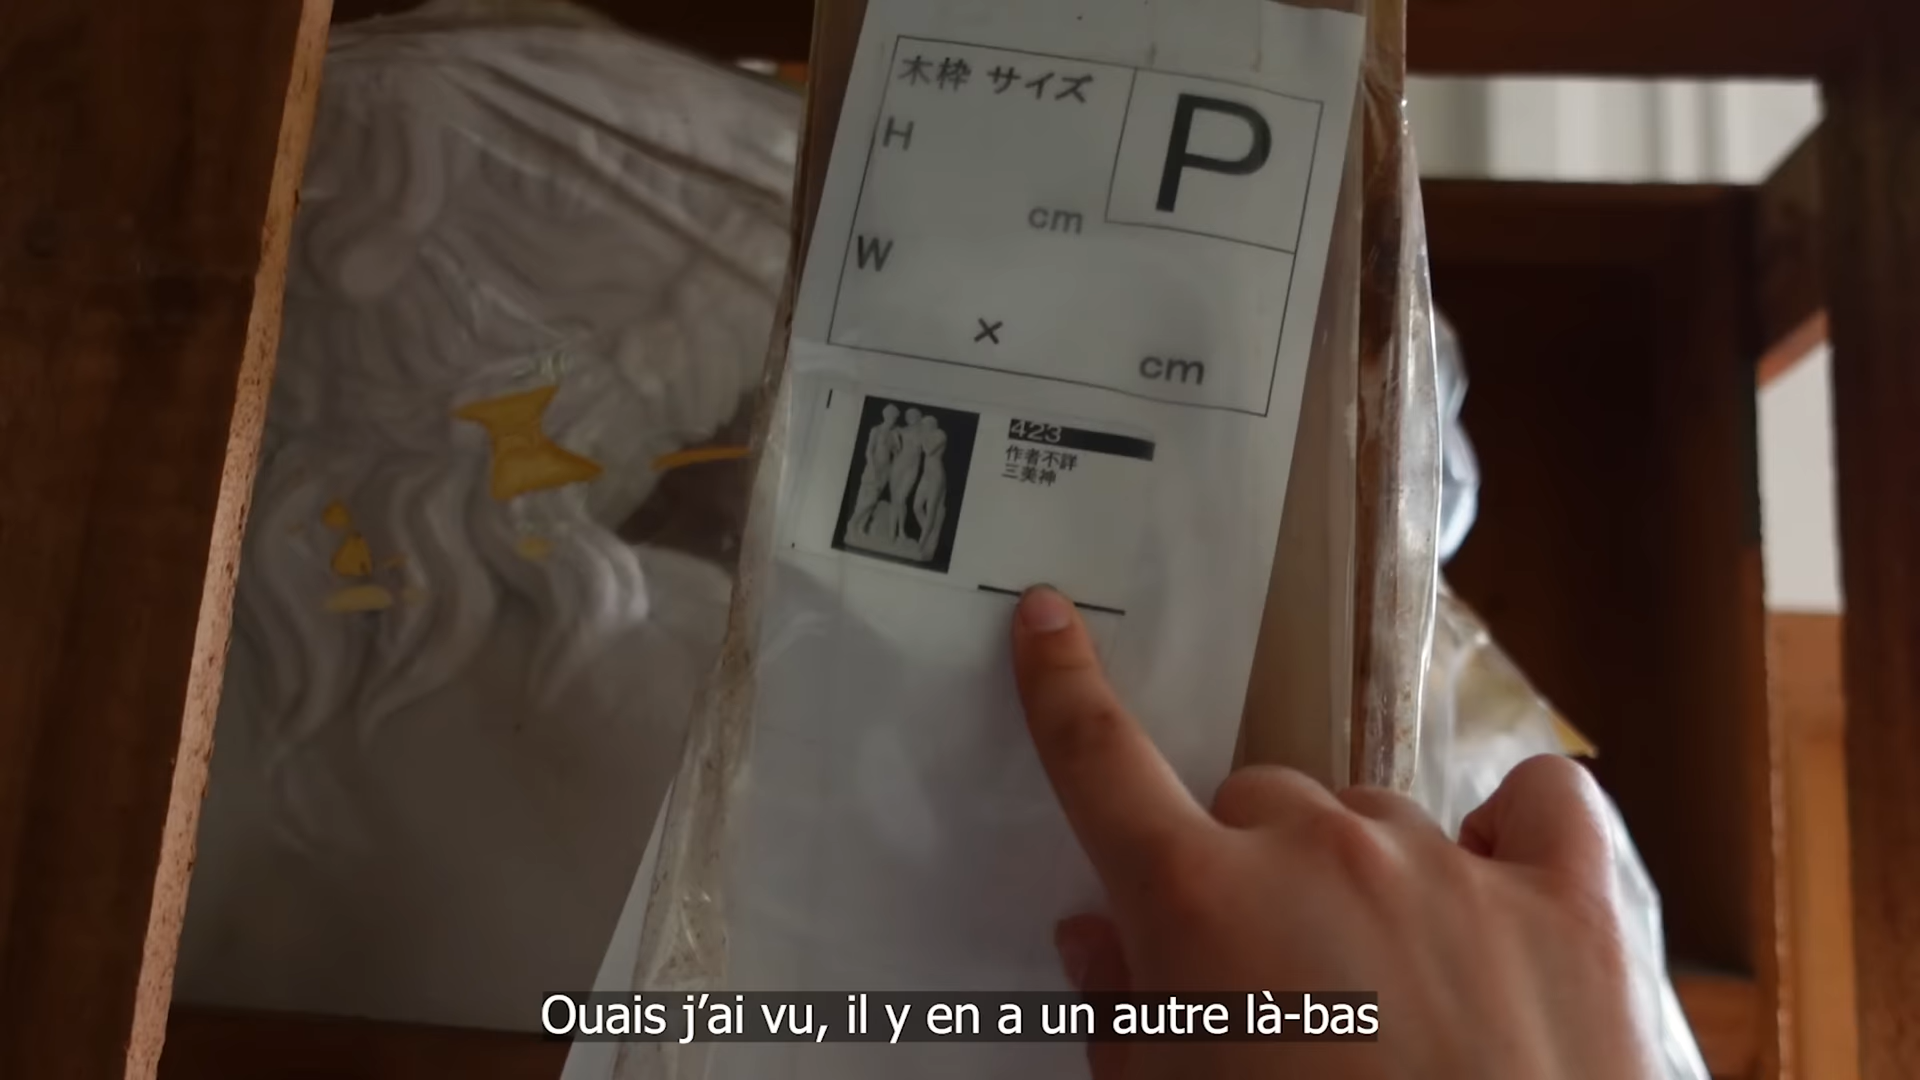 木枠 サイズ
P
H
cm
W
× cm
423
作者不詳
三美神
Ouais j’ai vu, il y en a un autre là-bas